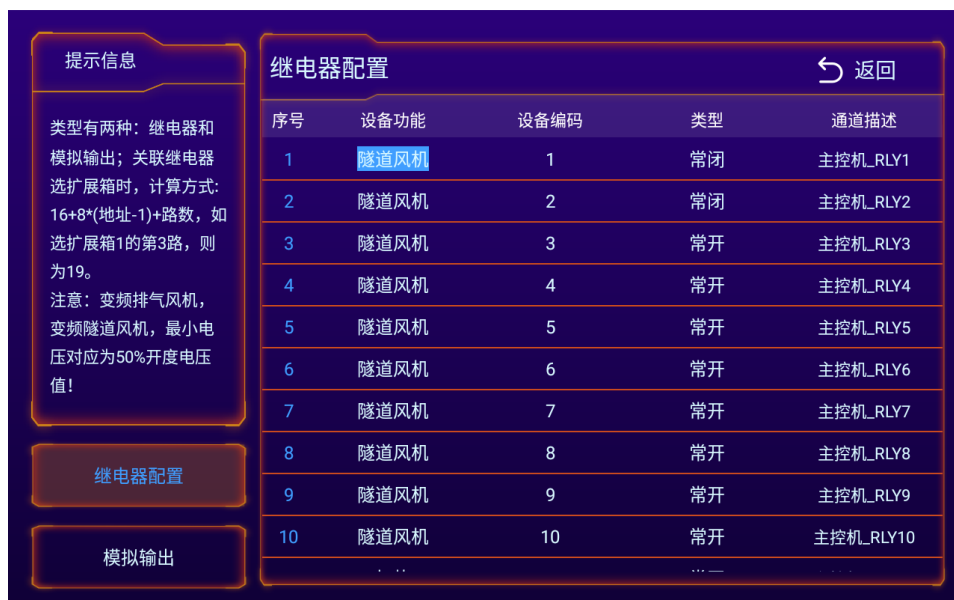 提示信息
类型有两种：继电器和
模拟输出；关联继电器
选扩展箱时，计算方式:
16+8*(地址-1)+路数，如
选扩展箱1的第3路，则
为19。
注意：变频排气风机，
变频隧道风机，最小电
压对应为50%开度电压
值！
继电器配置
模拟输出
继电器配置 返回
序号 设备功能 设备编码 类型 通道描述
1 隧道风机 1 常闭 主控机_RLY1
2 隧道风机 2 常闭 主控机_RLY2
3 隧道风机 3 常开 主控机_RLY3
4 隧道风机 4 常开 主控机_RLY4
5 隧道风机 5 常开 主控机_RLY5
6 隧道风机 6 常开 主控机_RLY6
7 隧道风机 7 常开 主控机_RLY7
8 隧道风机 8 常开 主控机_RLY8
9 隧道风机 9 常开 主控机_RLY9
10 隧道风机 10 常开 主控机_RLY10